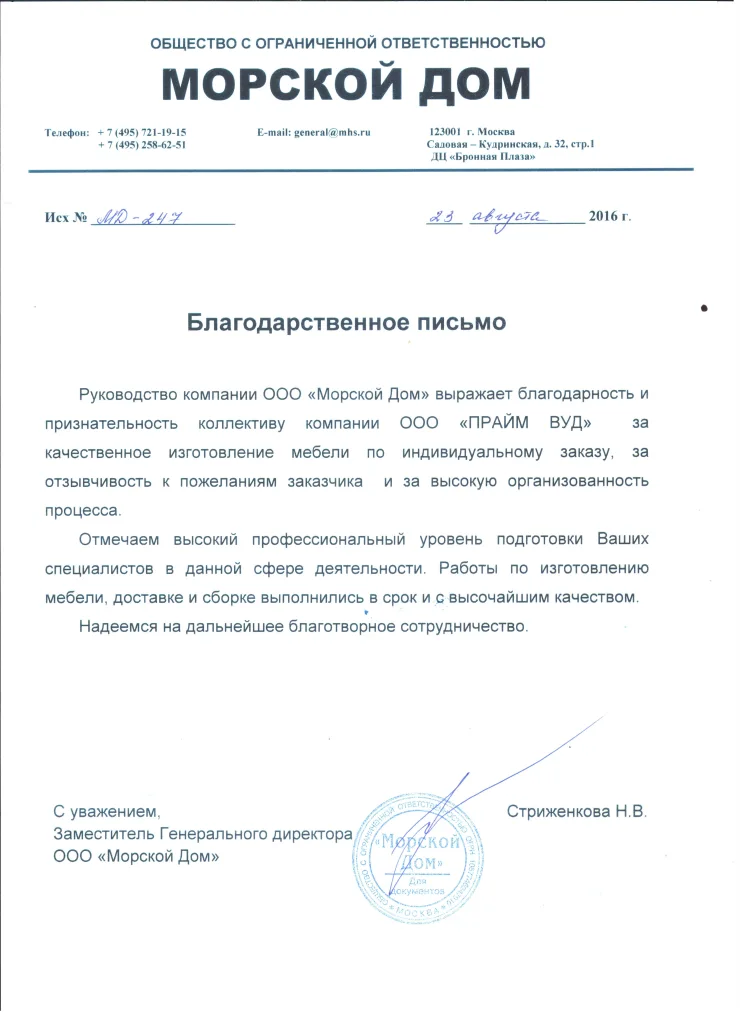 ОБЩЕСТВО С ОГРАНИЧЕННОЙ ОТВЕТСТВЕННОСТЬЮ
МОРСКОЙ ДОМ
Телефон: + 7 (495) 721-19-15
+ 7 (495) 258-62-51
E-mail: general@mhs.ru
123001 г. Москва
Садовая – Кудринская, д. 32, стр.1
ДЦ «Бронная Плаза»
Исх № МД-247
23 августа 2016 г.
Благодарственное письмо
Руководство компании ООО «Морской Дом» выражает благодарность и
признательность коллективу компании ООО «ПРАЙМ ВУД» за
качественное изготовление мебели по индивидуальному заказу, за
отзывчивость к пожеланиям заказчика и за высокую организованность
процесса.
Отмечаем высокий профессиональный уровень подготовки Ваших
специалистов в данной сфере деятельности. Работы по изготовлению
мебели, доставке и сборке выполнились в срок и с высочайшим качеством.
Надеемся на дальнейшее благотворное сотрудничество.
С уважением,
Заместитель Генерального директора
ООО «Морской Дом»
Стриженкова Н.В.
ОБЩЕСТВО С ОГРАНИЧЕННОЙ ОТВЕТСТВЕННОСТЬЮ ОГРН
«Морской
Дом»
Для
документов
* МОСКВА *